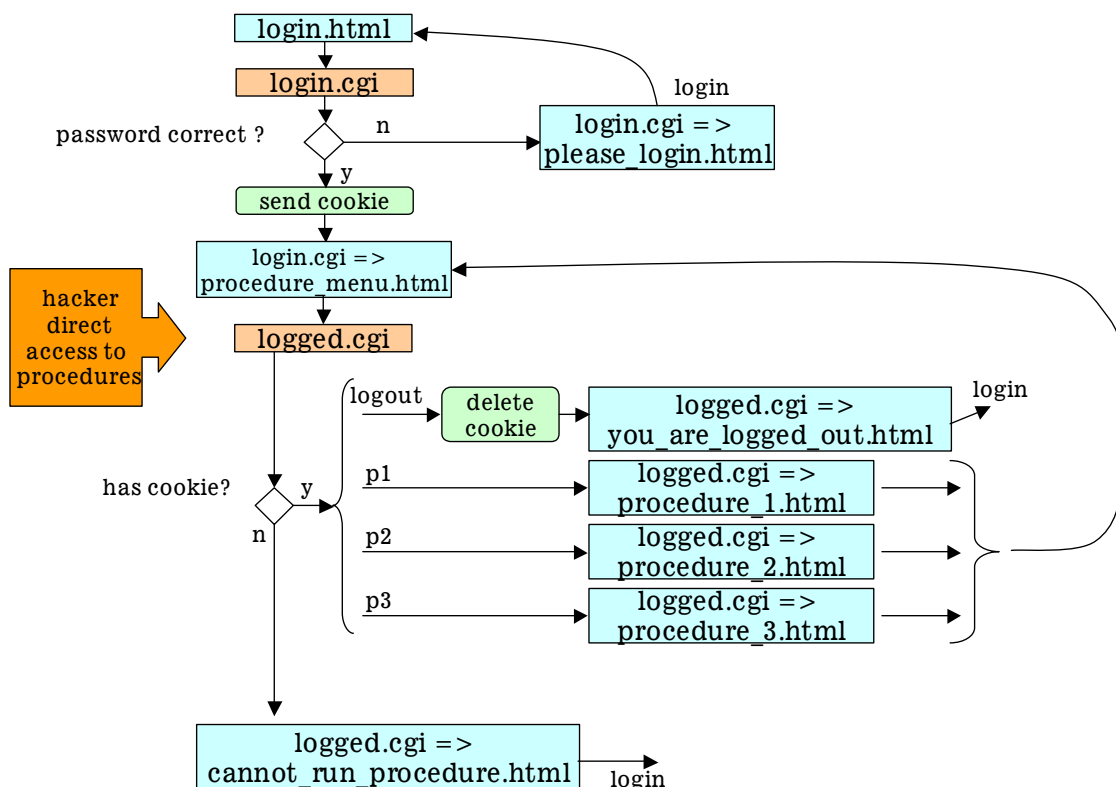 login.html
login.cgi
login
password correct ?
n
login.cgi =>
please_login.html
y
send cookie
login.cgi =>
procedure_menu.html
hacker
direct
access to
procedures
logged.cgi
logout
delete
cookie
logged.cgi =>
you_are_logged_out.html
login
has cookie?
y
n
p1
logged.cgi =>
procedure_1.html
p2
logged.cgi =>
procedure_2.html
p3
logged.cgi =>
procedure_3.html
logged.cgi =>
cannot_run_procedure.html
login